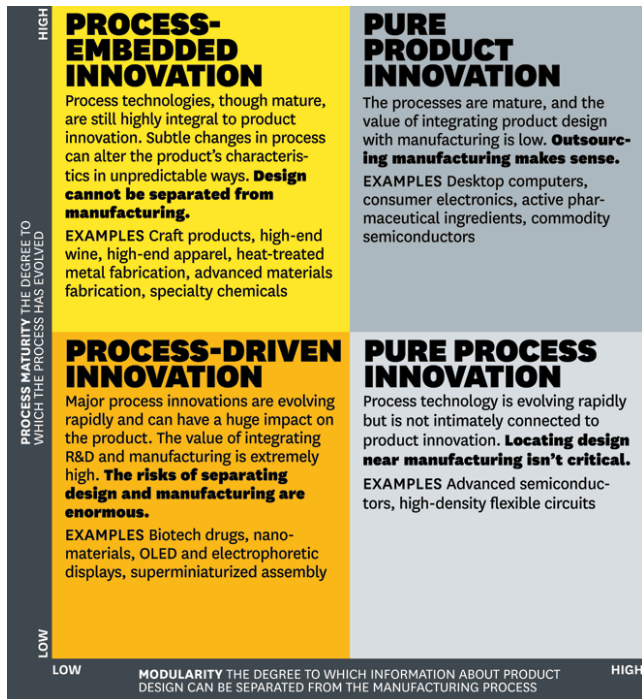 HIGH
PROCESS MATURITY THE DEGREE TO
WHICH THE PROCESS HAS EVOLVED
LOW
PROCESS-
EMBEDDED
INNOVATION
Process technologies, though mature,
are still highly integral to product
innovation. Subtle changes in process
can alter the product’s characteris-
tics in unpredictable ways. Design
cannot be separated from
manufacturing.
EXAMPLES Craft products, high-end
wine, high-end apparel, heat-treated
metal fabrication, advanced materials
fabrication, specialty chemicals
PURE
PRODUCT
INNOVATION
The processes are mature, and the
value of integrating product design
with manufacturing is low. Outsourc-
ing manufacturing makes sense.
EXAMPLES Desktop computers,
consumer electronics, active phar-
maceutical ingredients, commodity
semiconductors
PROCESS-DRIVEN
INNOVATION
Major process innovations are evolving
rapidly and can have a huge impact on
the product. The value of integrating
R&D and manufacturing is extremely
high. The risks of separating
design and manufacturing are
enormous.
EXAMPLES Biotech drugs, nano-
materials, OLED and electrophoretic
displays, superminiaturized assembly
PURE PROCESS
INNOVATION
Process technology is evolving rapidly
but is not intimately connected to
product innovation. Locating design
near manufacturing isn’t critical.
EXAMPLES Advanced semiconduc-
tors, high-density flexible circuits
LOW
MODULARITY THE DEGREE TO WHICH INFORMATION ABOUT PRODUCT
DESIGN CAN BE SEPARATED FROM THE MANUFACTURING PROCESS
HIGH